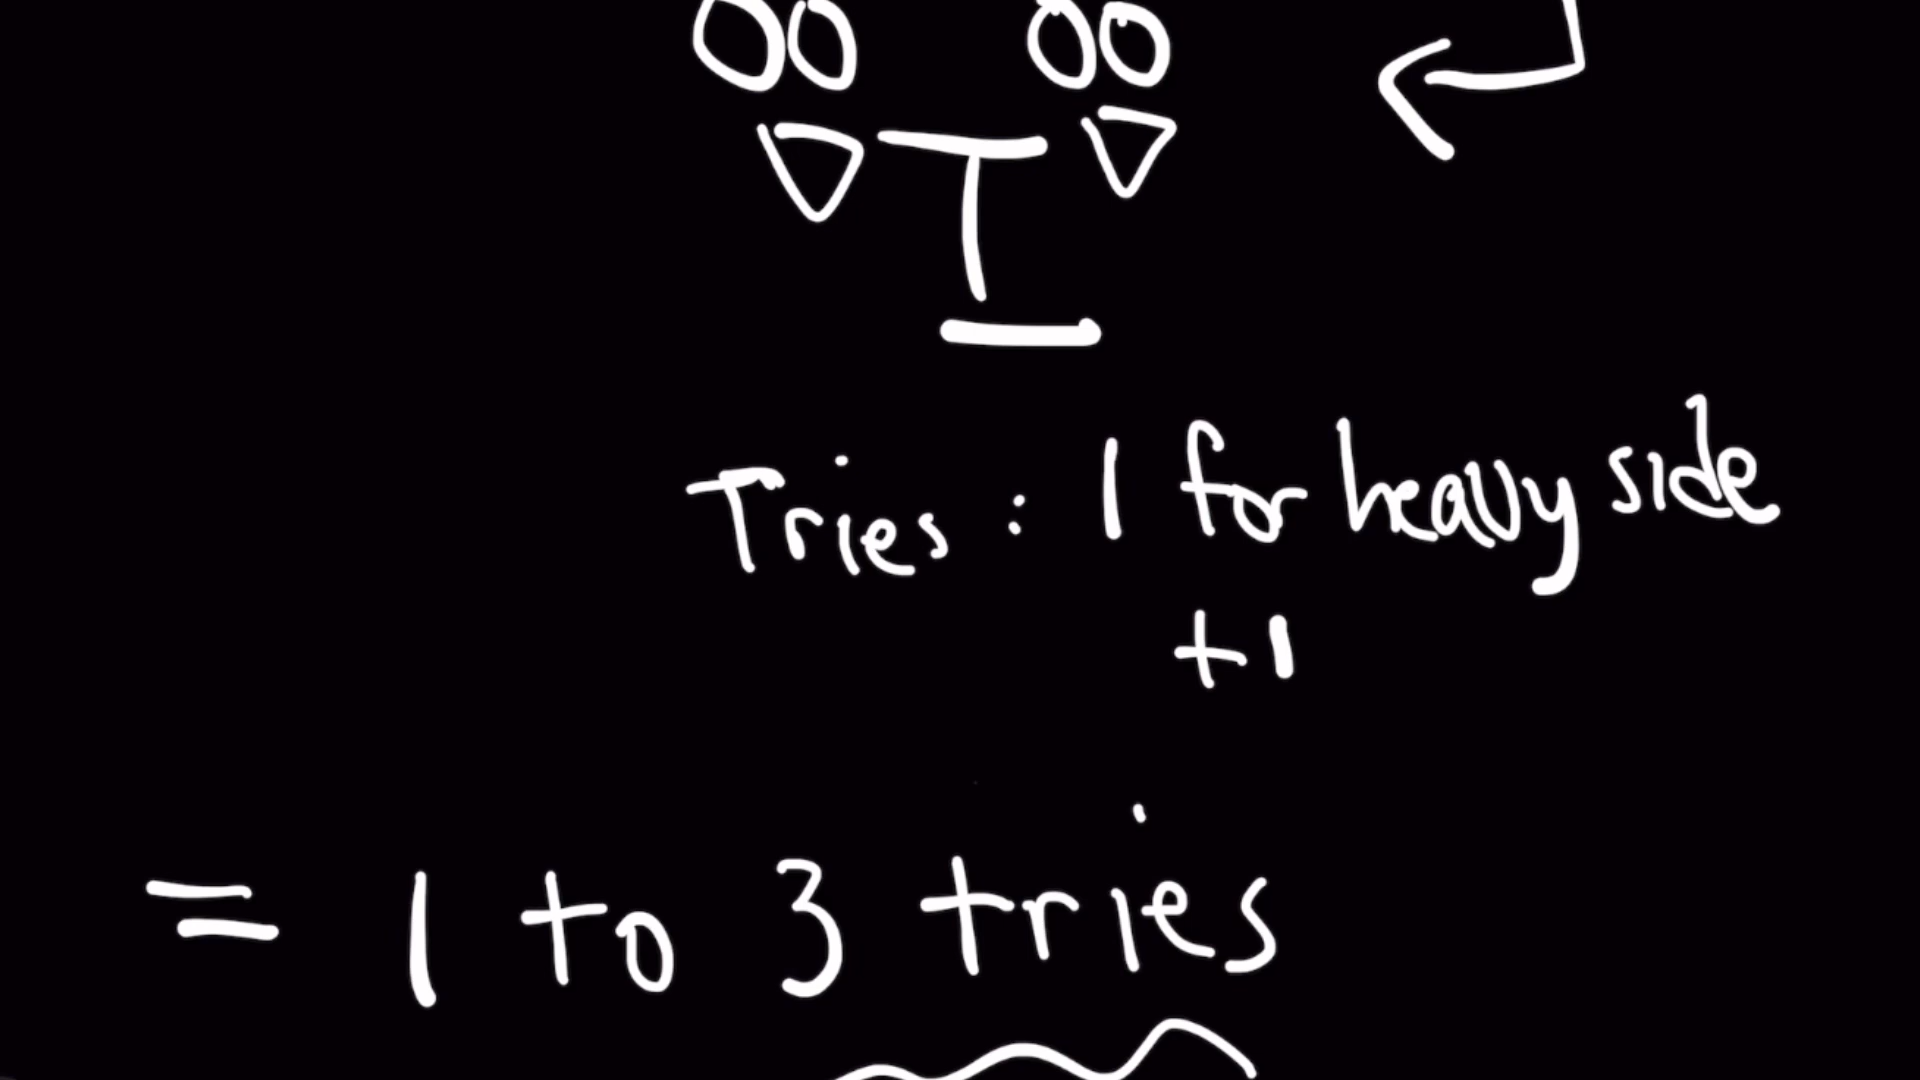 Tries : 1 for heavy side
+1
= 1 to 3 tries